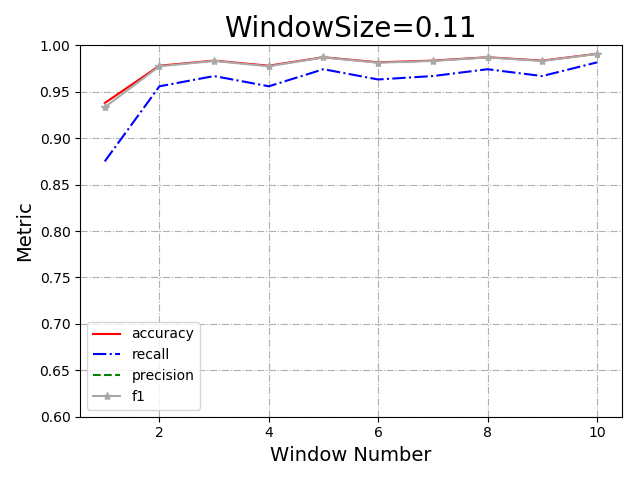 WindowSize=0.11
1.00
0.95
0.90
0.85
0.80
0.75
0.70
0.65
0.60
Metric
accuracy
recall
precision
f1
2 4 6 8 10
Window Number